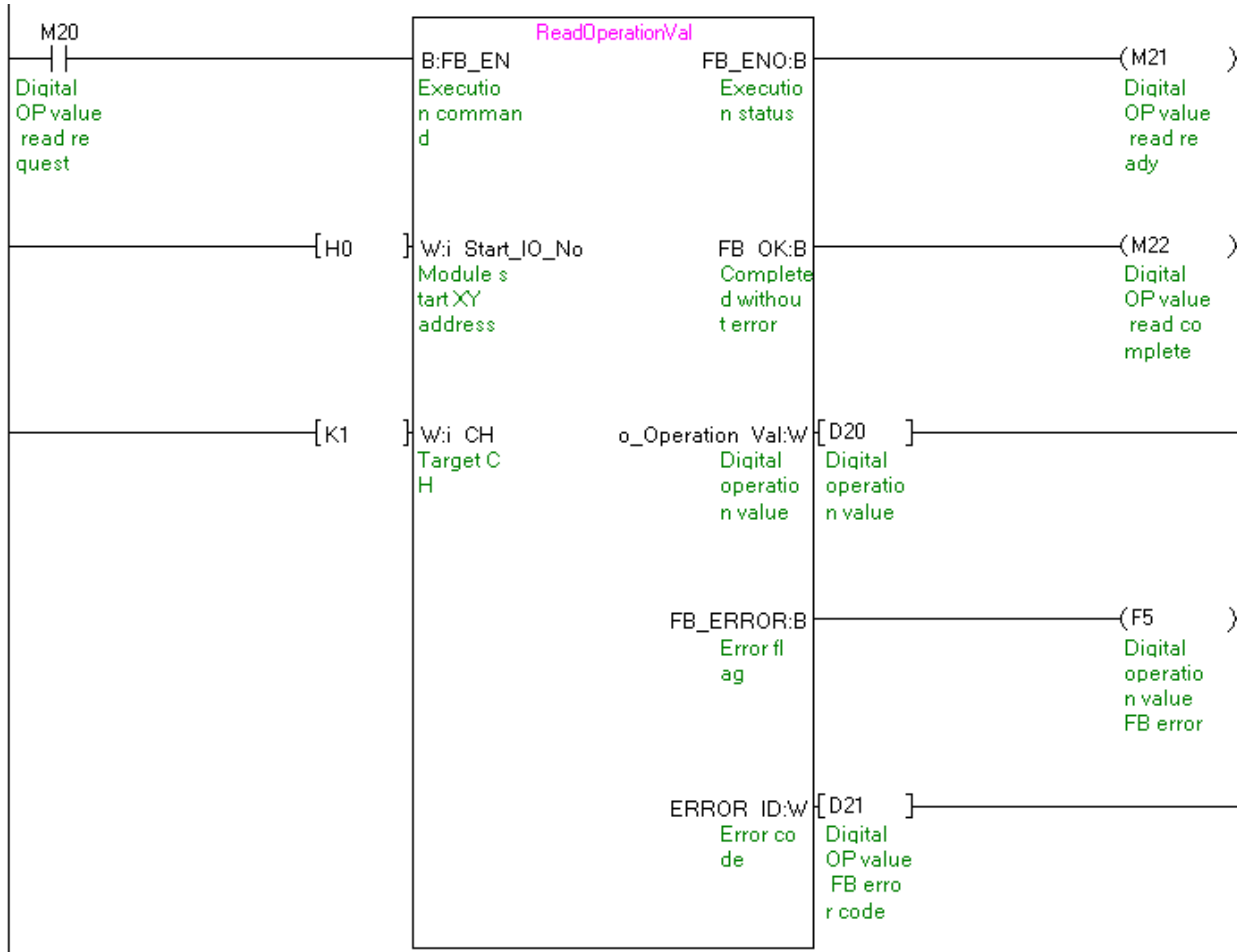 M20
ReadOperationVal
B:FB_EN
FB_ENO:B
(M21 )
Digital
OP value
read re
quest
Executio
n comman
d
Executio
n status
Digital
OP value
read re
ady
[H0 ]
W:i_Start_IO_No
FB_OK:B
(M22 )
Module s
tart XY
address
Complete
d withou
t error
Digital
OP value
read co
mplete
[K1 ]
W:i_CH
o_Operation_Val:W
[D20 ]
Target C
H
Digital
operatio
n value
Digital
operatio
n value
FB_ERROR:B
(F5 )
Error fl
ag
Digital
operatio
n value
FB error
ERROR_ID:W
[D21 ]
Error co
de
Digital
OP value
FB erro
r code